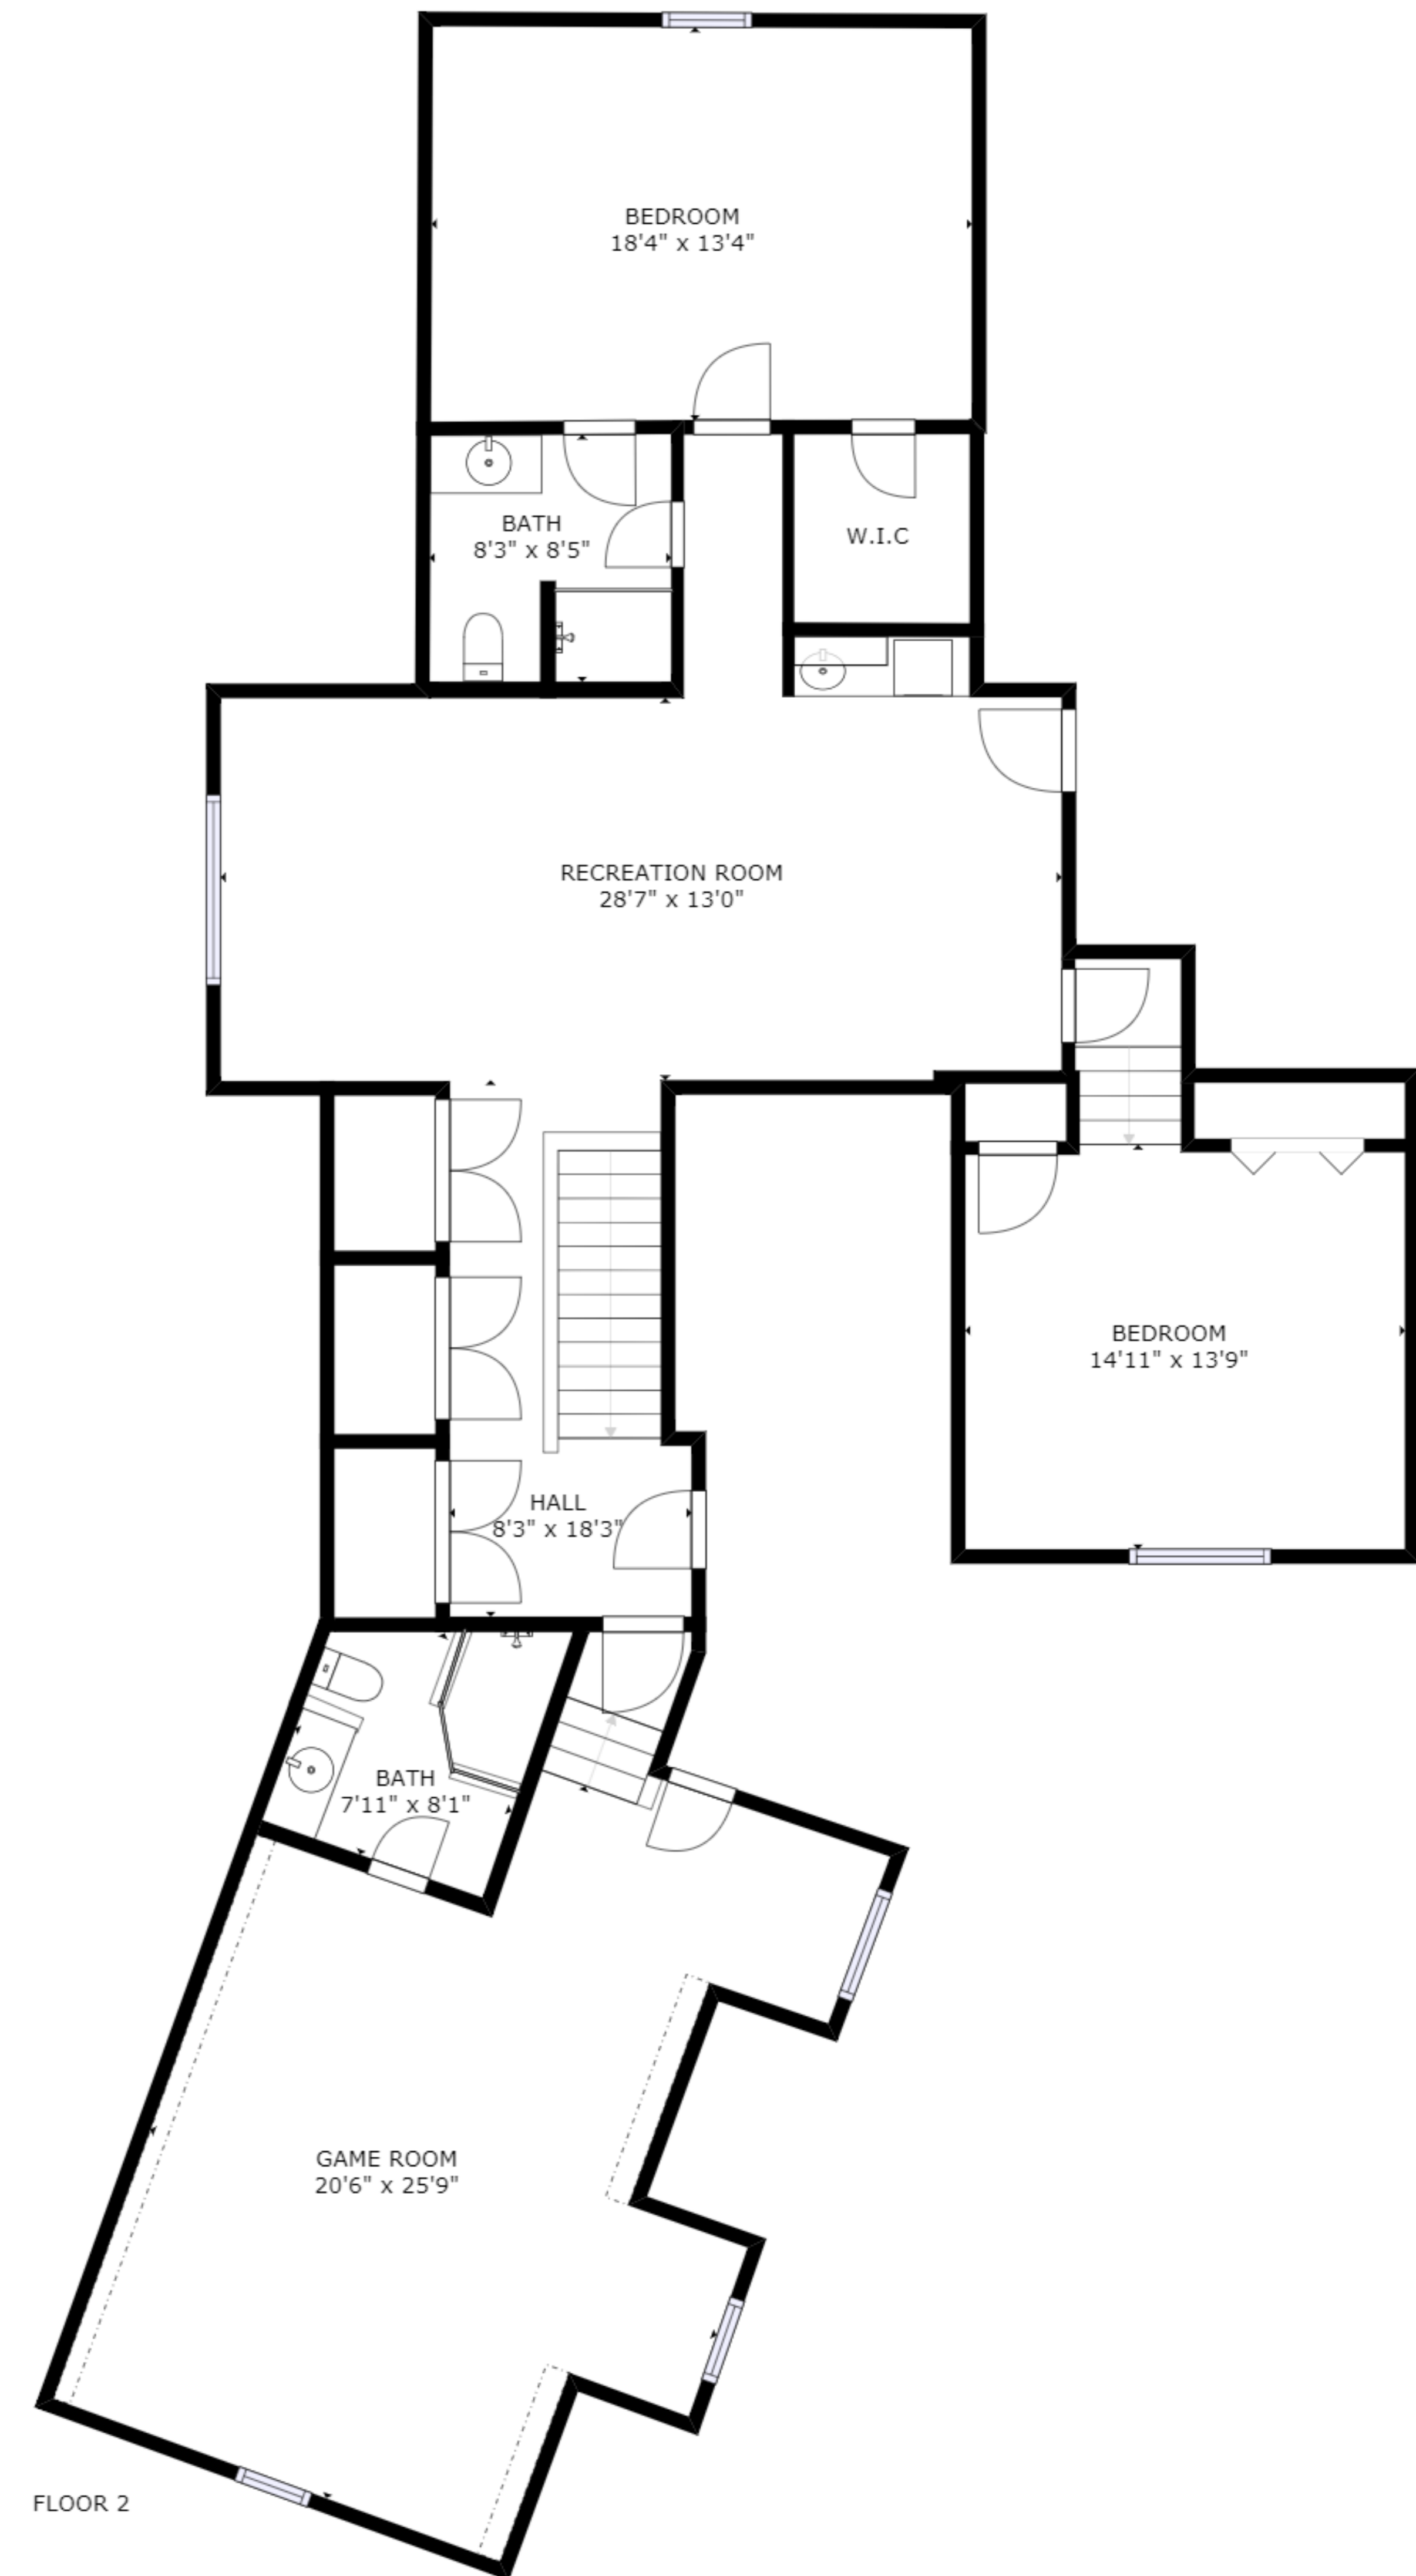 BEDROOM
18'4" x 13'4"
BATH
8'3" x 8'5"
W.I.C
RECREATION ROOM
28'7" x 13'0"
BEDROOM
14'11" x 13'9"
HALL
8'3" x 18'3"
BATH
7'11" x 8'1"
GAME ROOM
20'6" x 25'9"
FLOOR 2